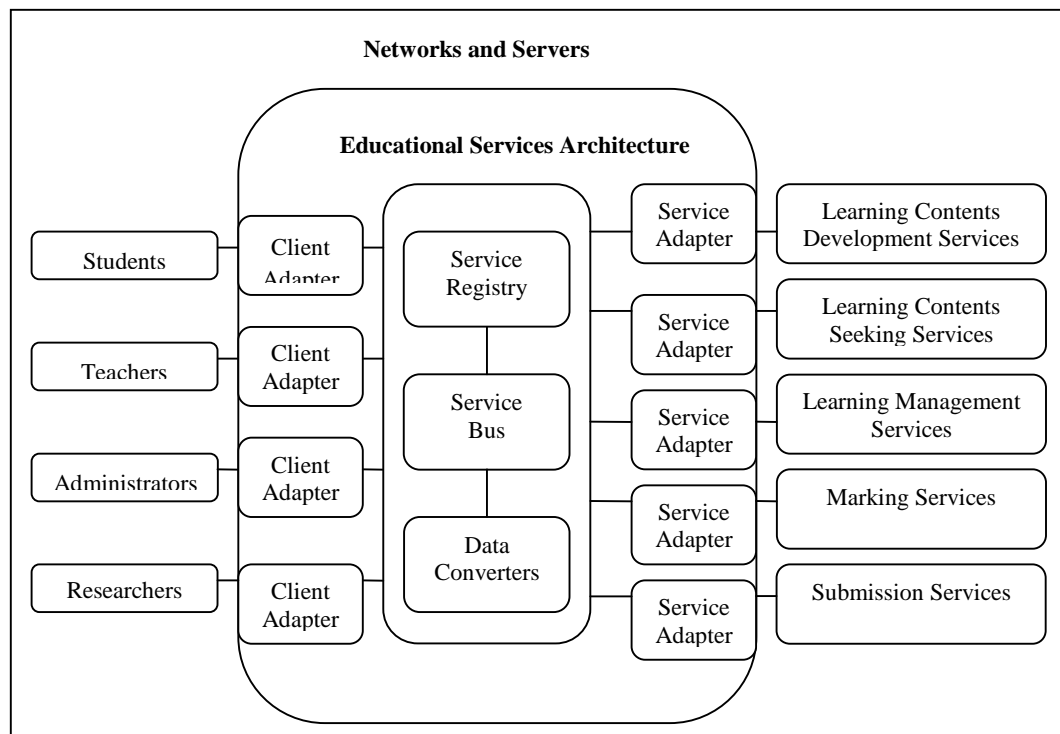 Networks and Servers
Educational Services Architecture
Students
Teachers
Administrators
Researchers
Client
Adapter
Client
Adapter
Client
Adapter
Client
Adapter
Service
Registry
Service
Bus
Data
Converters
Service
Adapter
Service
Adapter
Service
Adapter
Service
Adapter
Service
Adapter
Learning Contents
Development Services
Learning Contents
Seeking Services
Learning Management
Services
Marking Services
Submission Services